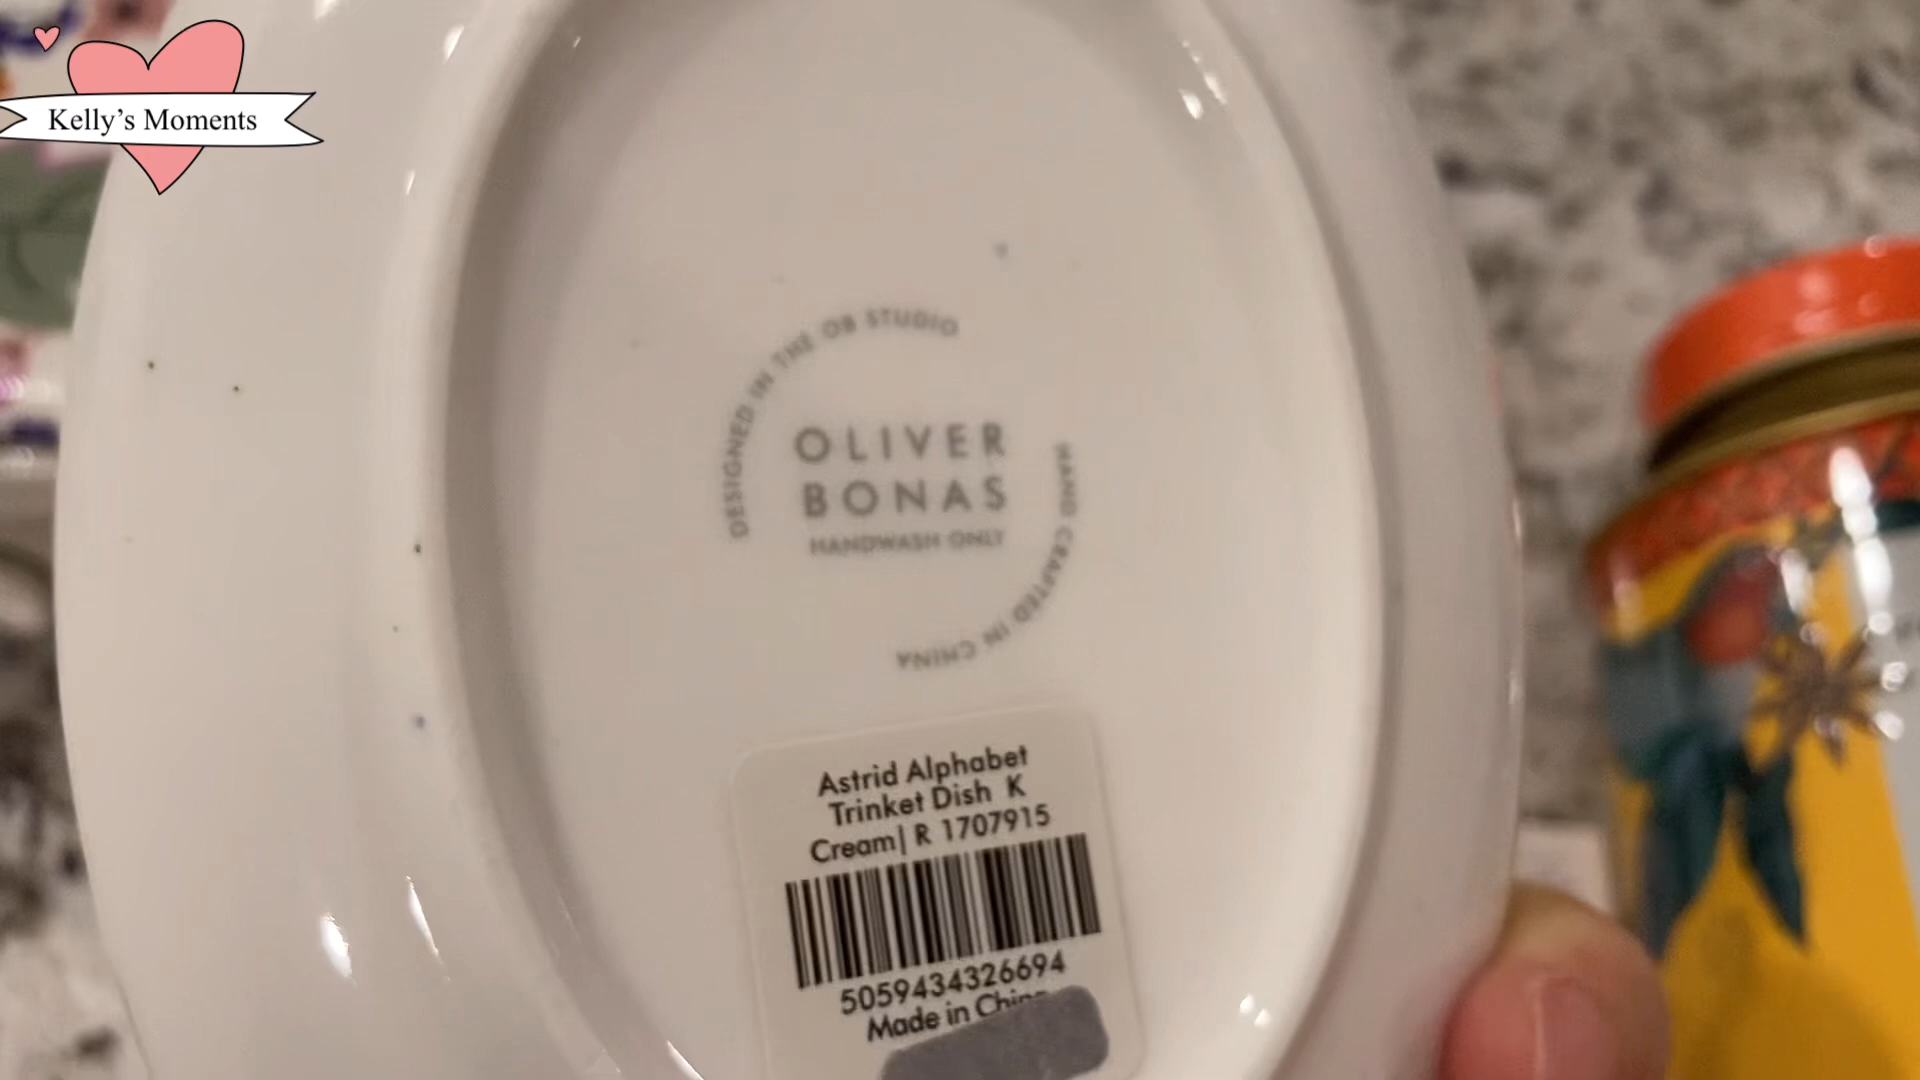 Kelly's Moments
DESIGNED IN THE OB STUDIO
OLIVER
BONAS
HANDWASH ONLY
HAND CRAFTED IN CHINA
Astrid Alphabet
Trinket Dish K
Cream| R 1707915
5059434326694
Made in China